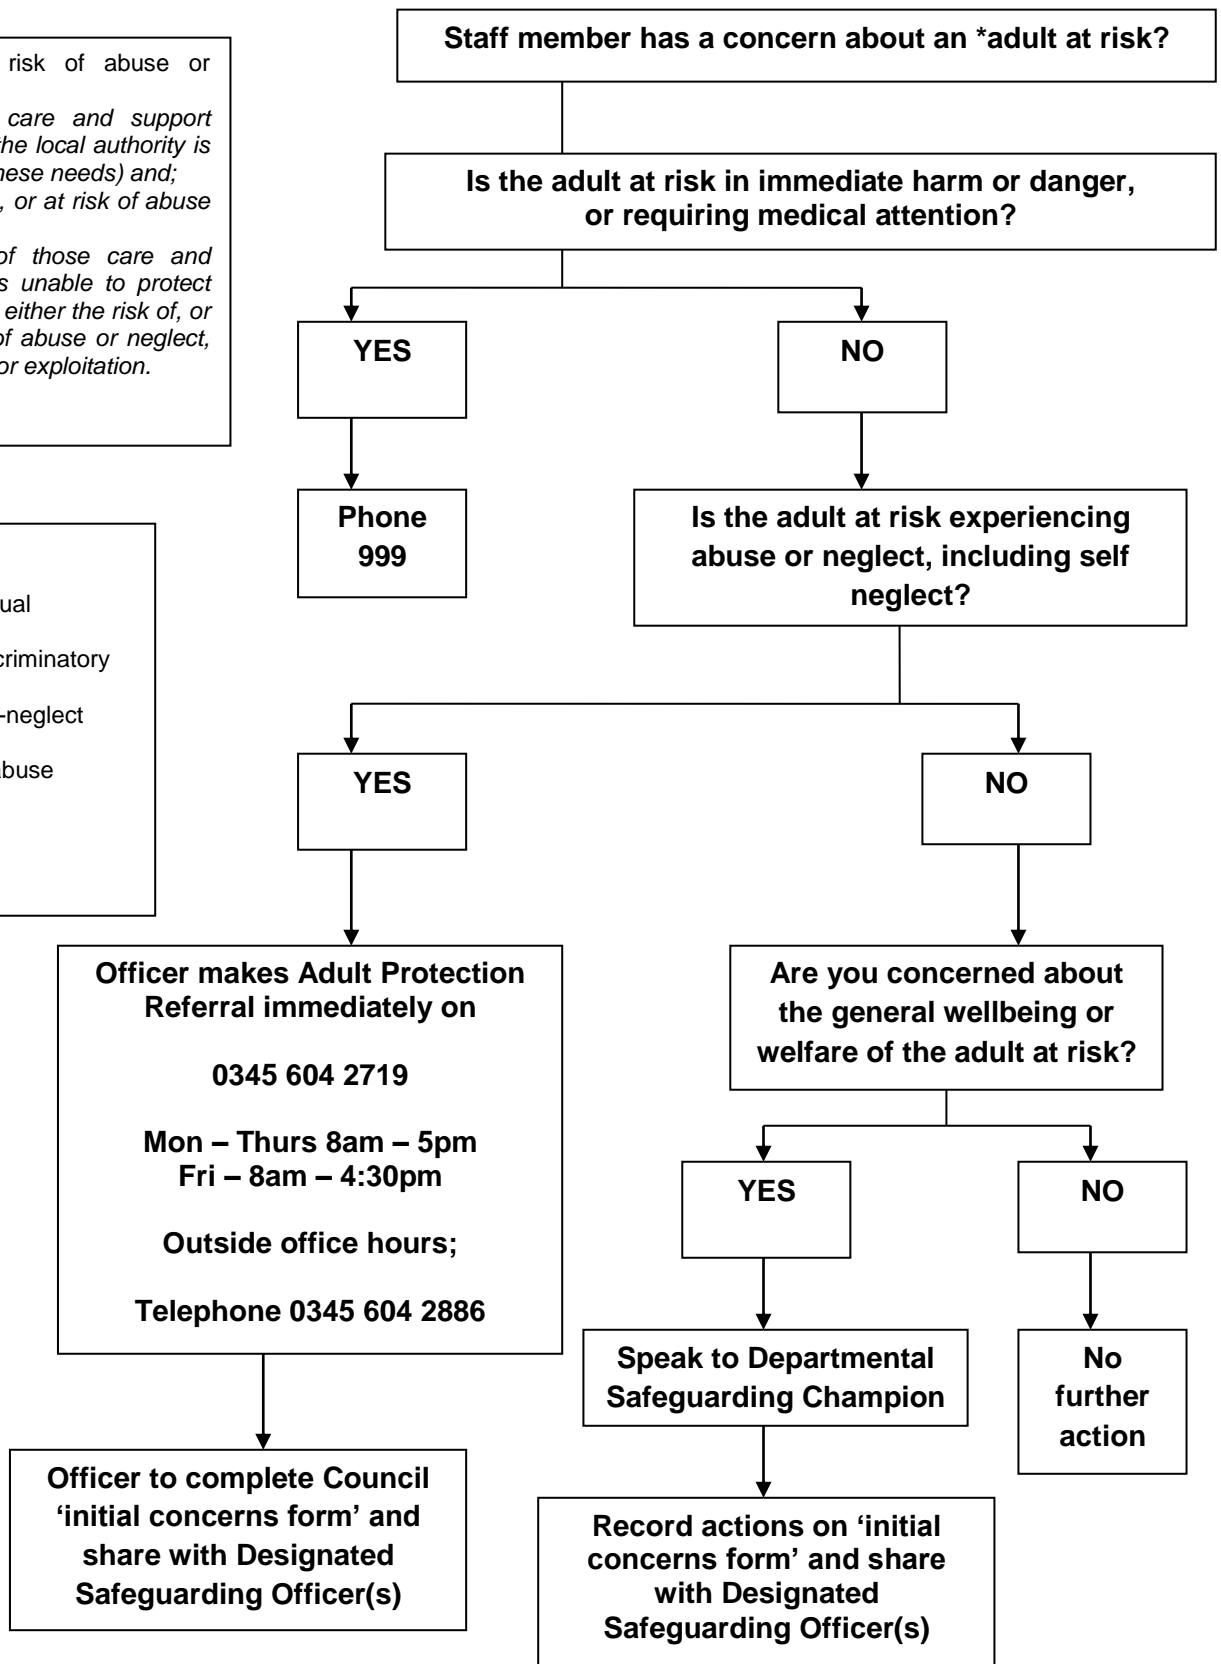 Staff member has a concern about an *adult at risk?
risk of abuse or
care and support
the local authority is
these needs) and;
, or at risk of abuse
of those care and
s unable to protect
either the risk of, or
of abuse or neglect,
or exploitation.
Is the adult at risk in immediate harm or danger,
or requiring medical attention?
YES
NO
Phone
999
Is the adult at risk experiencing
abuse or neglect, including self
neglect?
ual
criminatory
-neglect
abuse
YES
NO
Officer makes Adult Protection
Referral immediately on
0345 604 2719
Mon – Thurs 8am – 5pm
Fri – 8am – 4:30pm
Outside office hours;
Telephone 0345 604 2886
Officer to complete Council
‘initial concerns form’ and
share with Designated
Safeguarding Officer(s)
Are you concerned about
the general wellbeing or
welfare of the adult at risk?
YES
NO
Speak to Departmental
Safeguarding Champion
No
further
action
Record actions on ‘initial
concerns form’ and share
with Designated
Safeguarding Officer(s)